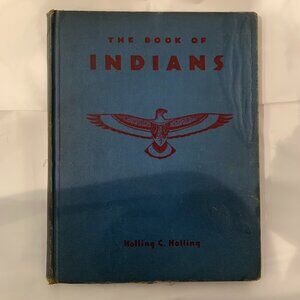 THE BOOK OF
INDIANS
Holling C. Holling